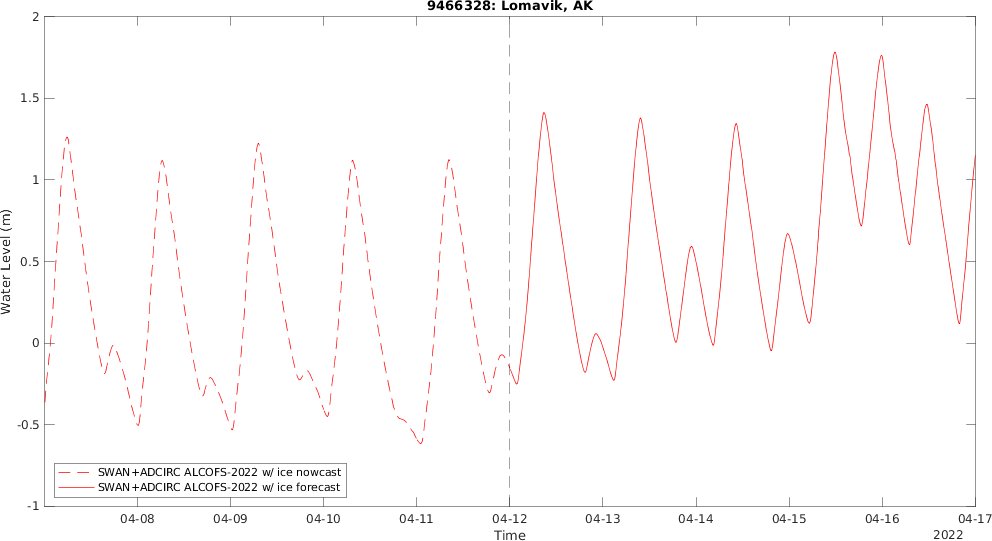 9466328: Lomavik, AK
2
1.5
1
0.5
0
-0.5
-1
Water Level (m)
SWAN+ADCIRC ALCOFS-2022 w/ ice nowcast
SWAN+ADCIRC ALCOFS-2022 w/ ice forecast
04-08 04-09 04-10 04-11 04-12 04-13 04-14 04-15 04-16 04-17
Time
2022